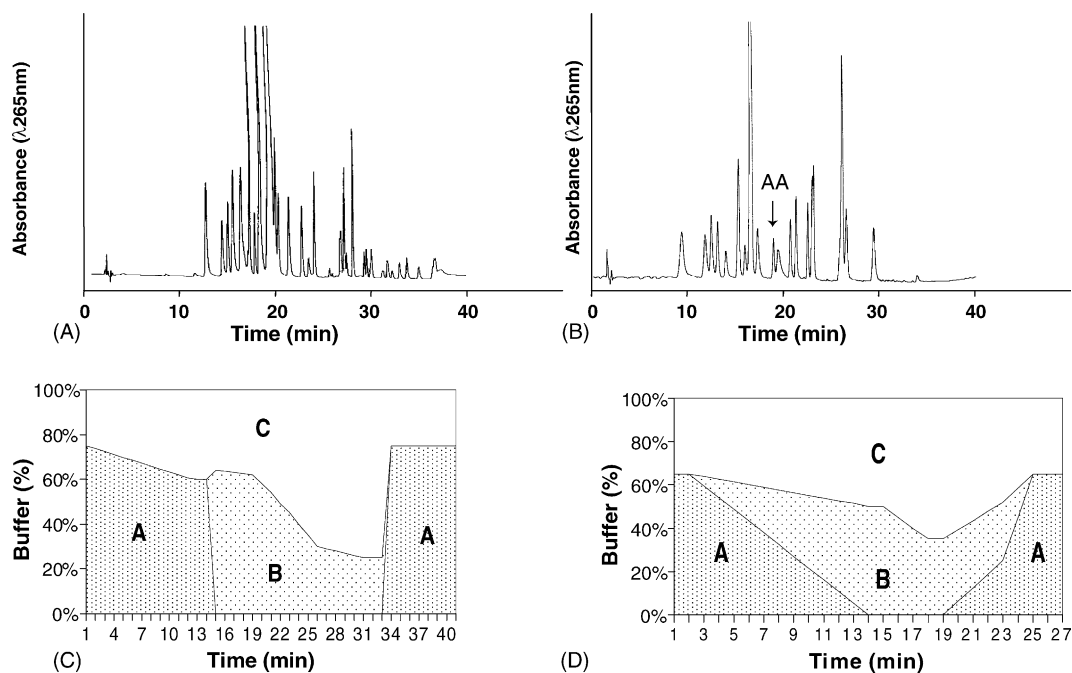 Absorbance (λ265nm)
0 10 20 30 40
(A) Time (min)
Absorbance (λ265nm)
AA
0 10 20 30 40
(B) Time (min)
Buffer (%)
100%
80%
60%
40%
20%
0%
C
A
B
A
1 4 7 10 13 16 19 22 25 28 31 34 37 40
(C) Time (min)
Buffer (%)
100%
80%
60%
40%
20%
0%
C
A
B
A
1 3 5 7 9 11 13 15 17 19 21 23 25 27
(D) Time (min)